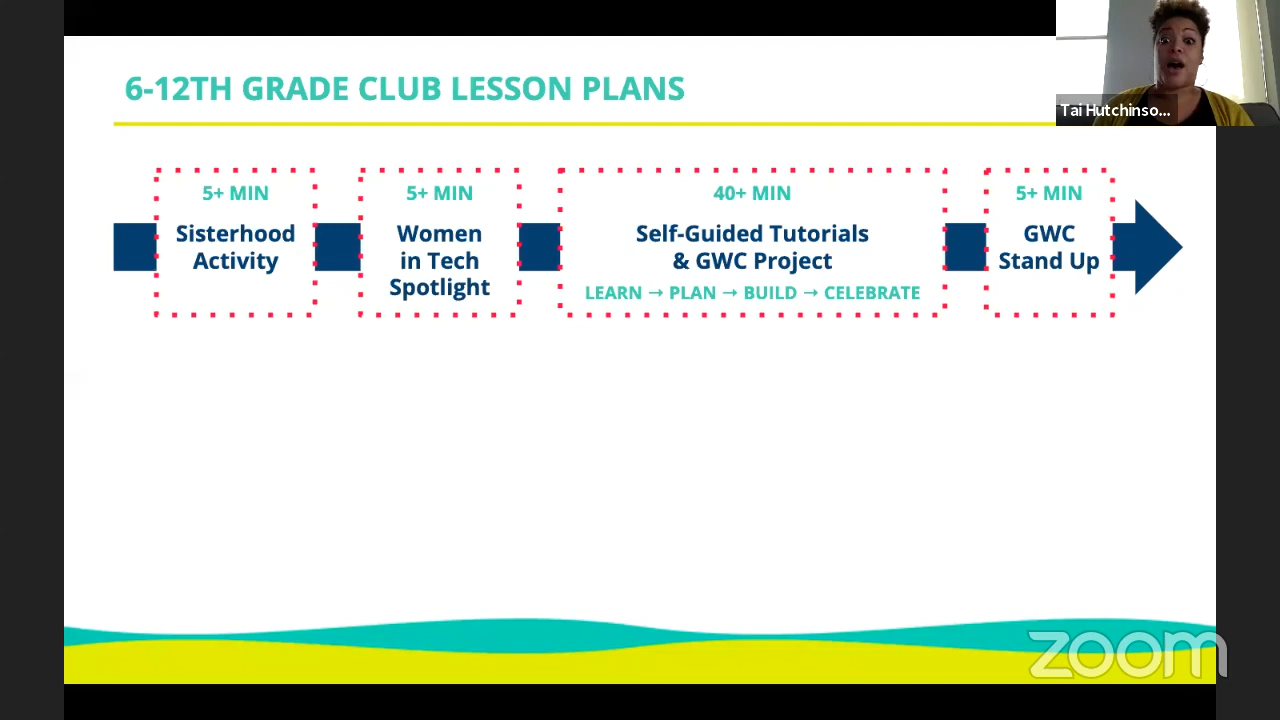 6-12TH GRADE CLUB LESSON PLANS
Tai Hutchinso...
5+ MIN
Sisterhood
Activity
5+ MIN
Women
in Tech
Spotlight
40+ MIN
Self-Guided Tutorials
& GWC Project
LEARN → PLAN → BUILD → CELEBRATE
5+ MIN
GWC
Stand Up
zoom